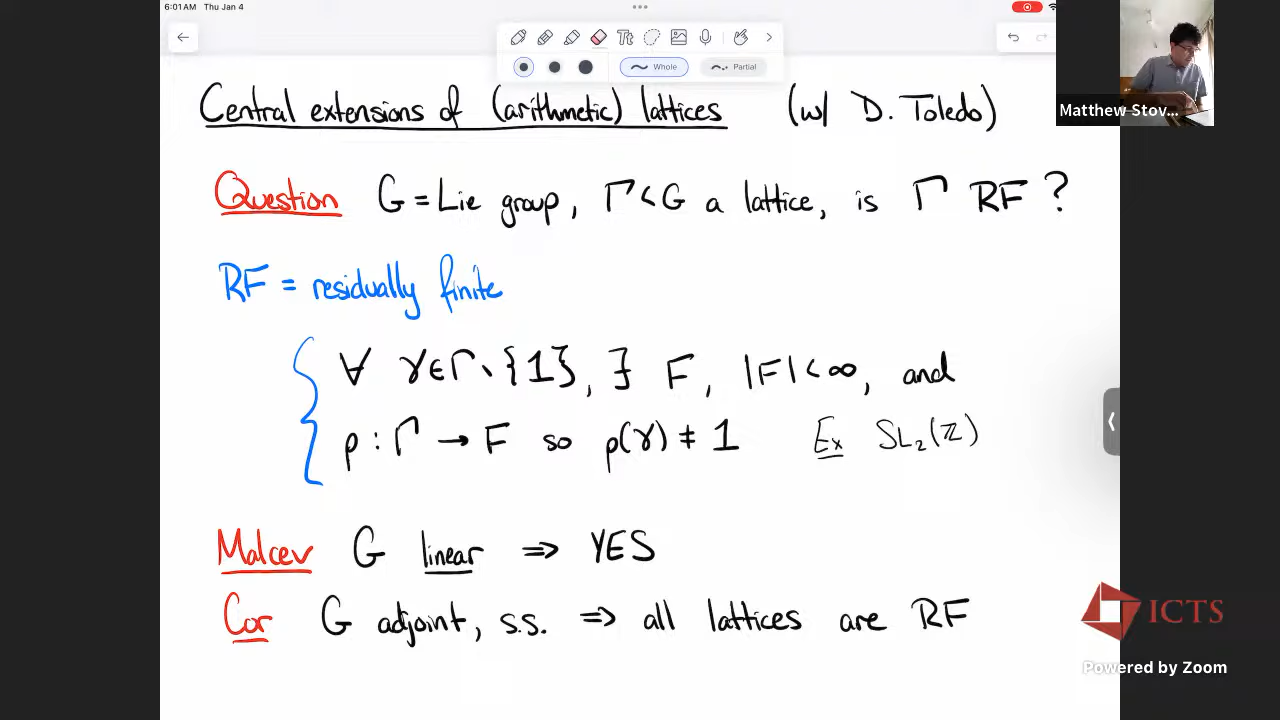 6:01AM Thu Jan 4
Whole
Partial
Matthew Stov...
Central extensions of (arithmetic) lattices (w/ D. Toledo)
Question G = Lie group, Γ < G a lattice, is Γ RF?
RF = residually finite
∀ γ∈Γ∖{1}, ∃ F, |F|<∞, and
ρ : Γ → F so ρ(γ) ≠ 1 Ex SL₂(ℤ)
Malcev G linear ⇒ YES
Cor G adjoint, s.s. ⇒ all lattices are RF
ICTS
Powered by Zoom